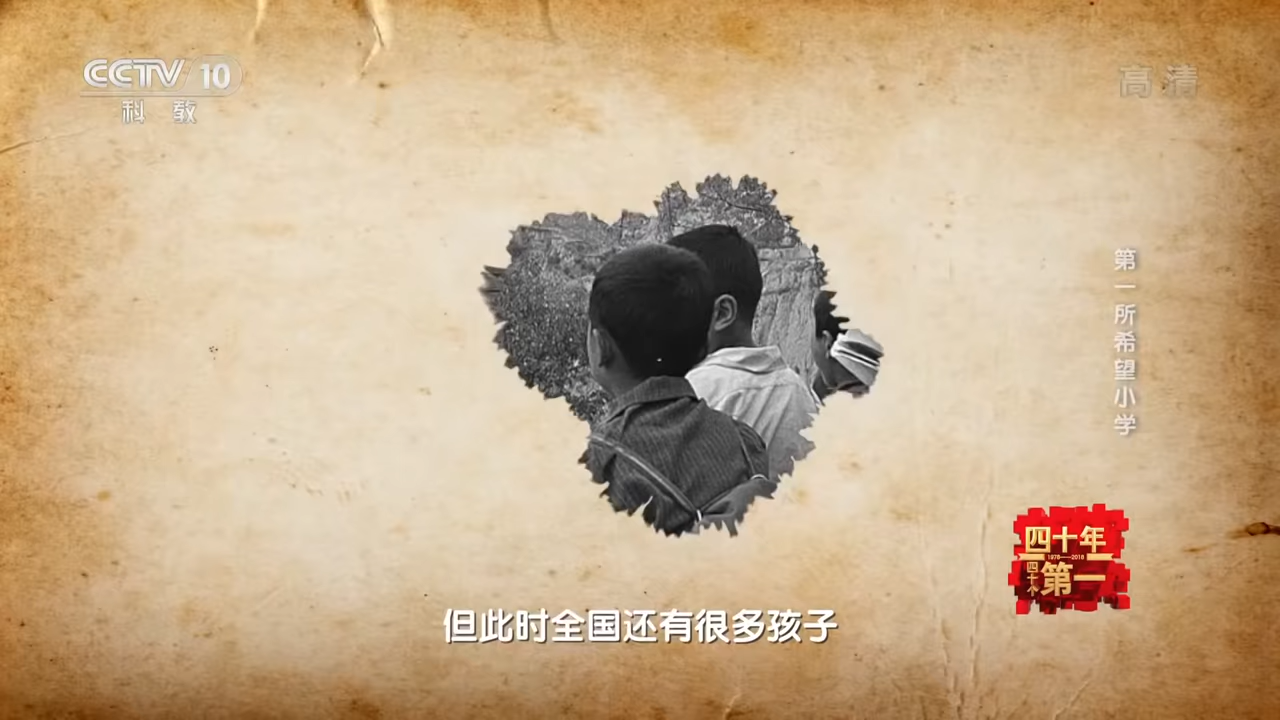 CCTV 10
科 教
高清
第一所希望小学
四十年
1978——2018
四十个
第一
但此时全国还有很多孩子